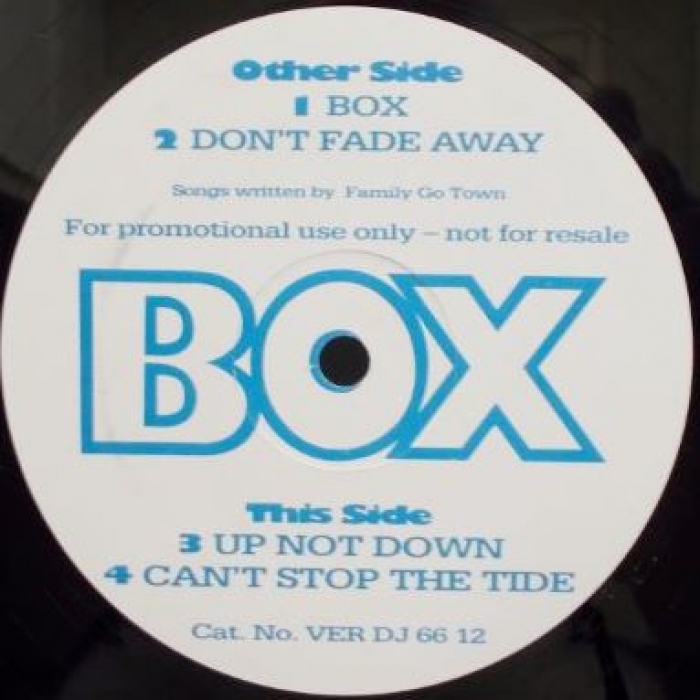 Other Side
1 BOX
2 DON'T FADE AWAY
Songs written by Family Go Town
For promotional use only – not for resale
BOX
This Side
3 UP NOT DOWN
4 CAN'T STOP THE TIDE
Cat. No. VER DJ 66 12